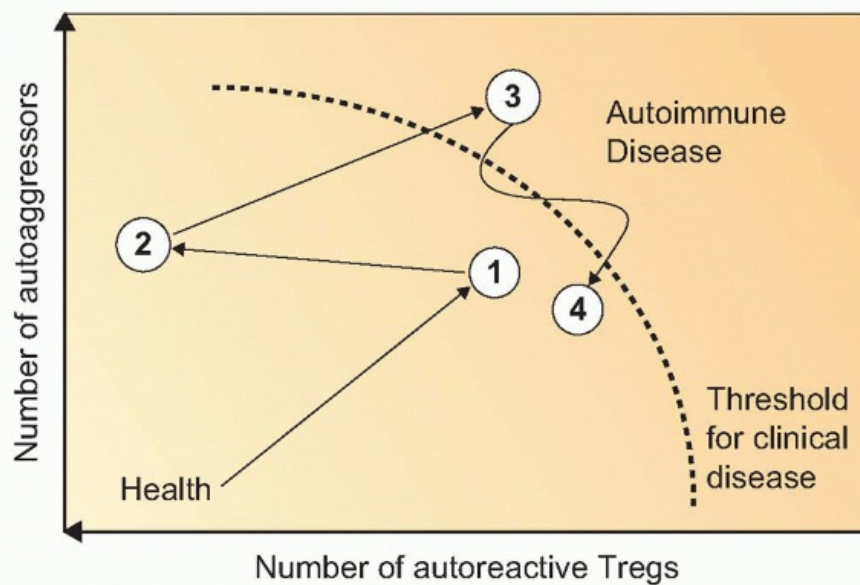 Number of autoaggressors
3
Autoimmune
Disease
2
1
4
Threshold
for clinical
disease
Health
Number of autoreactive Tregs